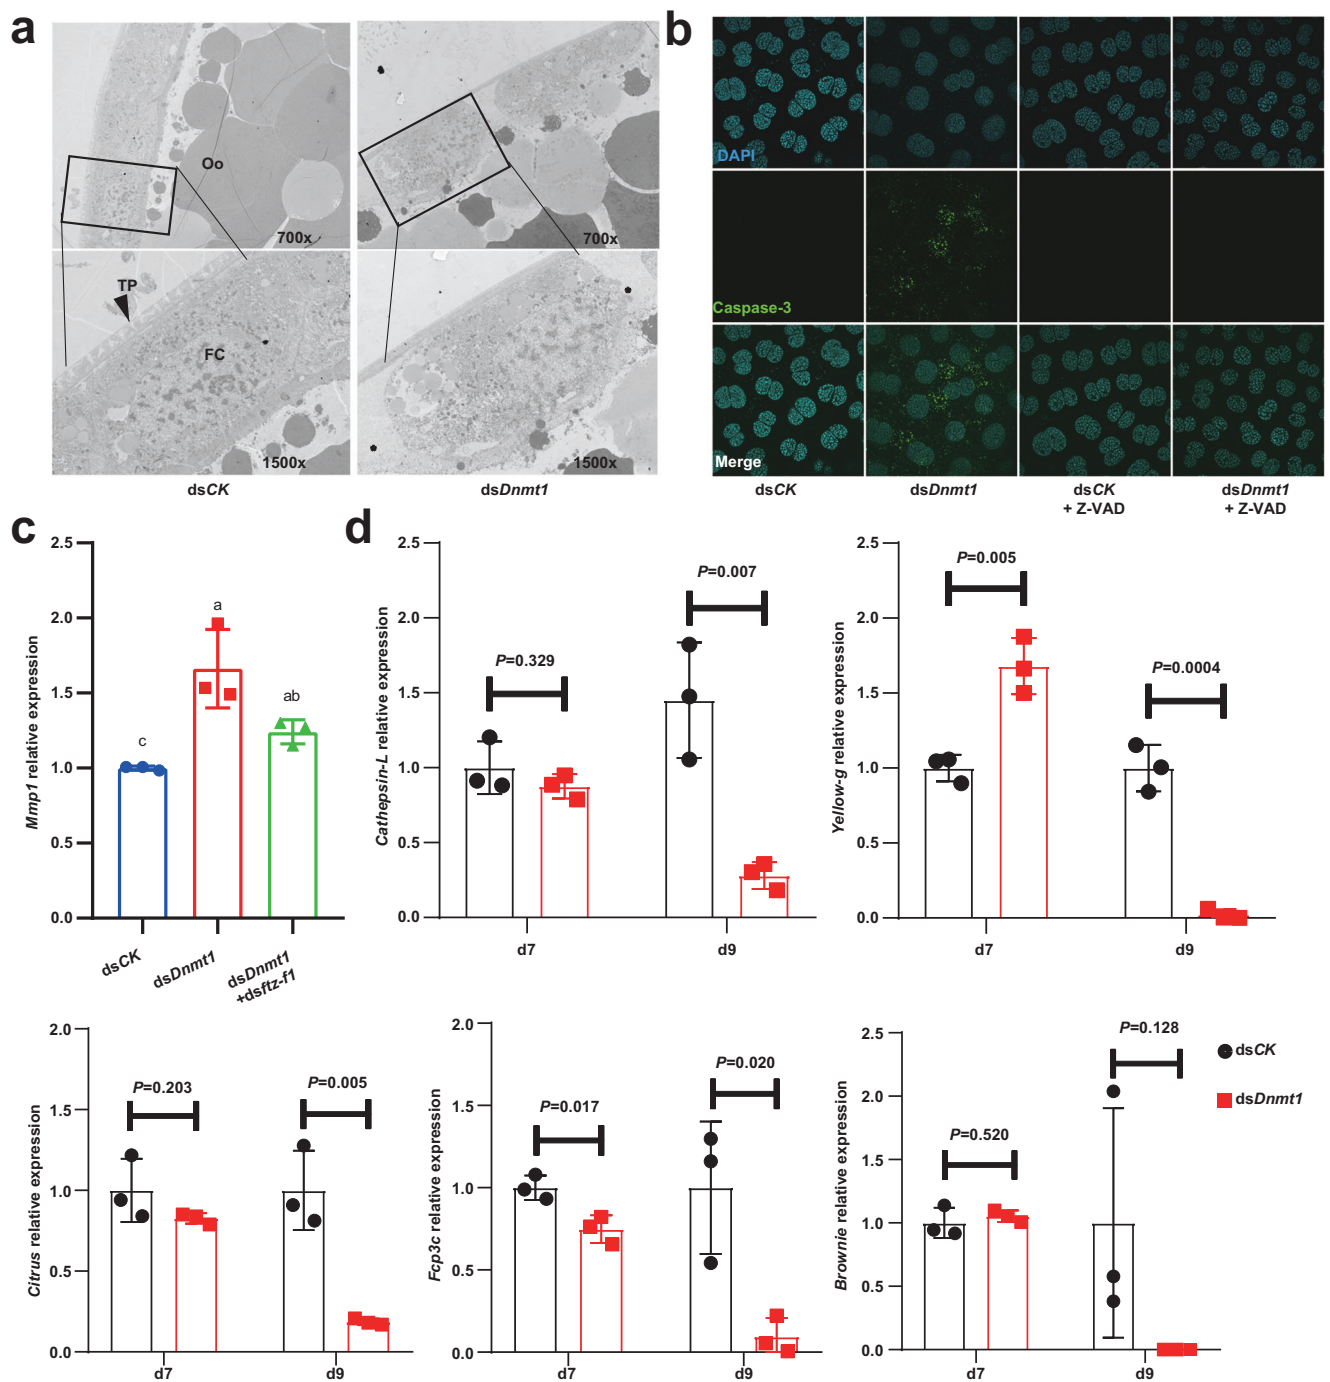 a
Oo
700x
700x
TP
FC
1500x
1500x
dsCK
dsDnmt1
b
DAPI
Caspase-3
Merge
dsCK
dsDnmt1
dsCK
+ Z-VAD
dsDnmt1
+ Z-VAD
c
Mmp1 relative expression
2.5
2.0
1.5
1.0
0.5
0.0
c
a
ab
dsCK
dsDnmt1
dsDnmt1
+dsftz-f1
d
Cathepsin-L relative expression
2.5
2.0
1.5
1.0
0.5
0.0
P=0.329
P=0.007
d7
d9
Yellow-g relative expression
2.5
2.0
1.5
1.0
0.5
0.0
P=0.005
P=0.0004
d7
d9
Citrus relative expression
2.0
1.5
1.0
0.5
0.0
P=0.203
P=0.005
d7
d9
Fcp3c relative expression
2.0
1.5
1.0
0.5
0.0
P=0.017
P=0.020
d7
d9
Brownie relative expression
2.5
2.0
1.5
1.0
0.5
0.0
P=0.520
P=0.128
d7
d9
dsCK
dsDnmt1